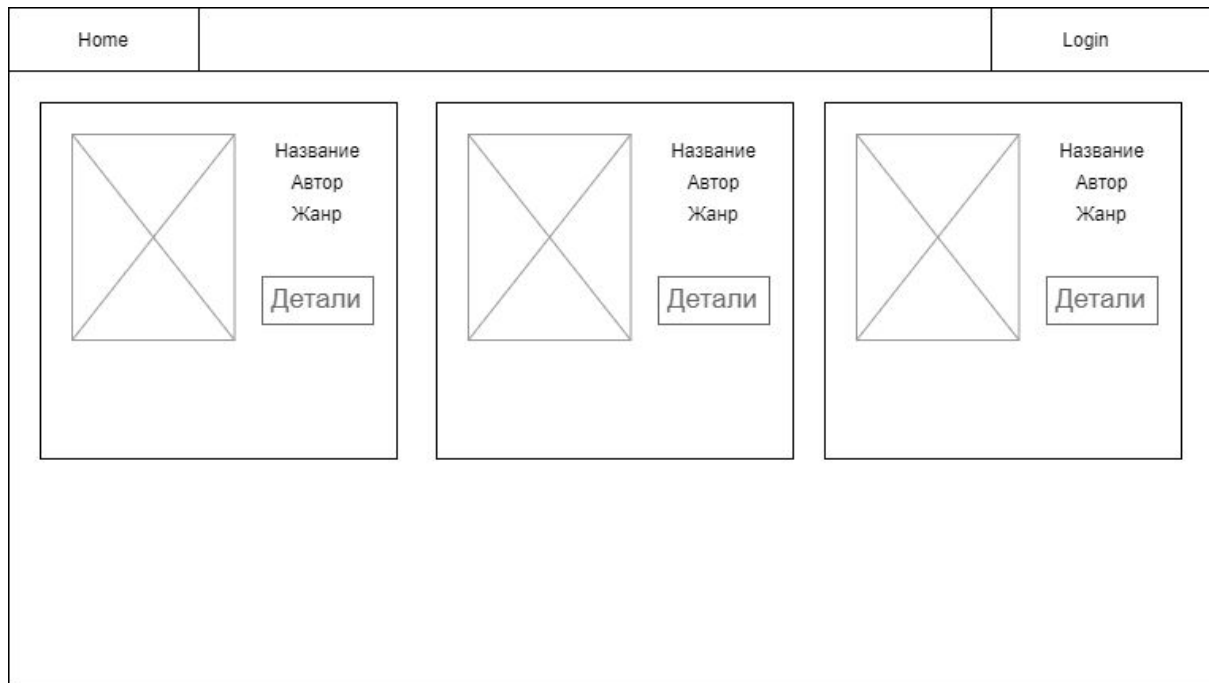 Home
Login
Название
Автор
Жанр
Детали
Название
Автор
Жанр
Детали
Название
Автор
Жанр
Детали